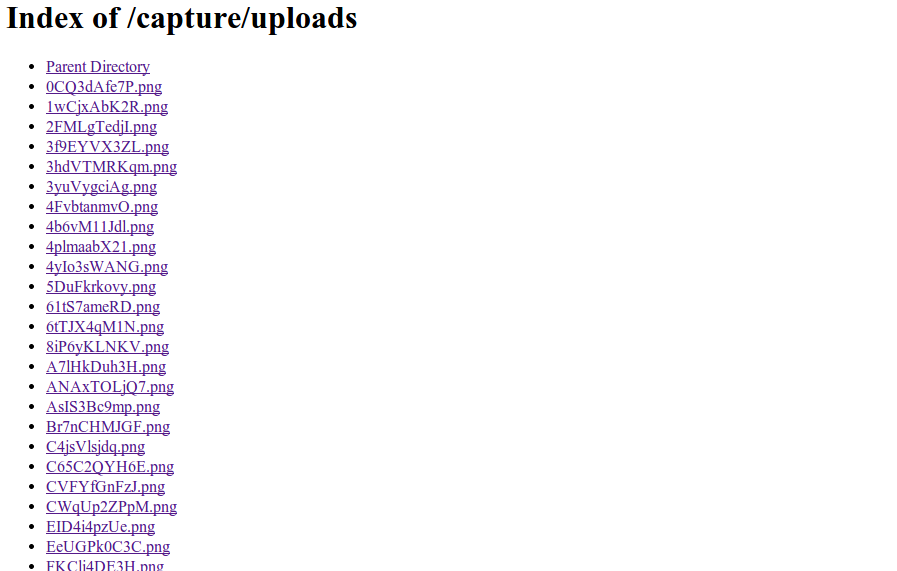 Index of /capture/uploads
Parent Directory
0CQ3dAfe7P.png
1wCjxAbK2R.png
2FMLgTedjI.png
3f9EYVX3ZL.png
3hdVTMRKqm.png
3yuVygciAg.png
4FvbtanmvO.png
4b6vM11Jdl.png
4plmaabX21.png
4yIo3sWANG.png
5DuFkrkovy.png
61tS7ameRD.png
6tTJX4qM1N.png
8iP6yKLNKV.png
A7lHkDuh3H.png
ANAxTOLjQ7.png
AsIS3Bc9mp.png
Br7nCHMJGF.png
C4jsVlsjdq.png
C65C2QYH6E.png
CVFYfGnFzJ.png
CWqUp2ZPpM.png
EID4i4pzUe.png
EeUGPk0C3C.png